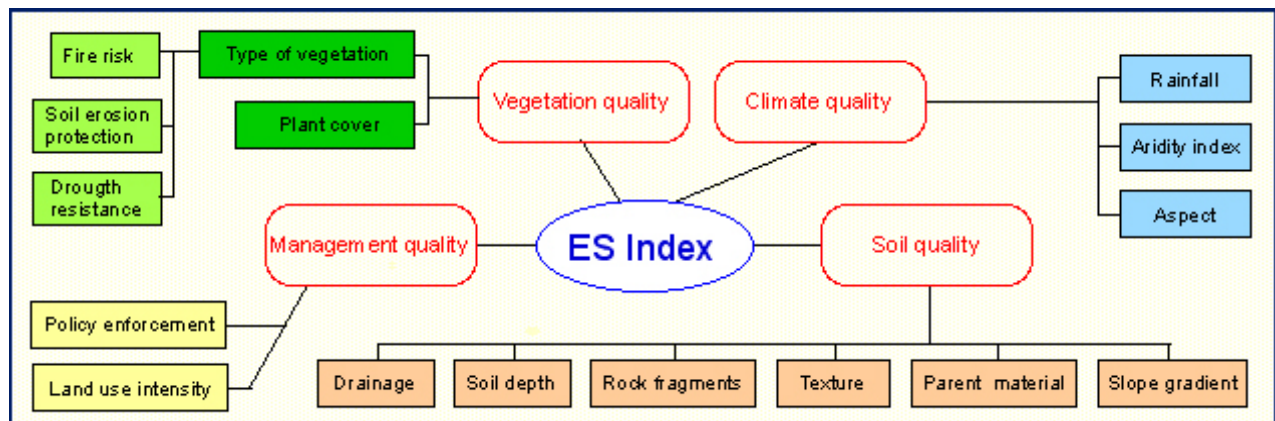 Fire risk
Type of vegetation
Soil erosion
protection
Plant cover
Drougth
resistance
Vegetation quality
Climate quality
Rainfall
Aridity index
Aspect
Management quality
ES Index
Soil quality
Policy enforcement
Land use intensity
Drainage
Soil depth
Rock fragments
Texture
Parent material
Slope gradient